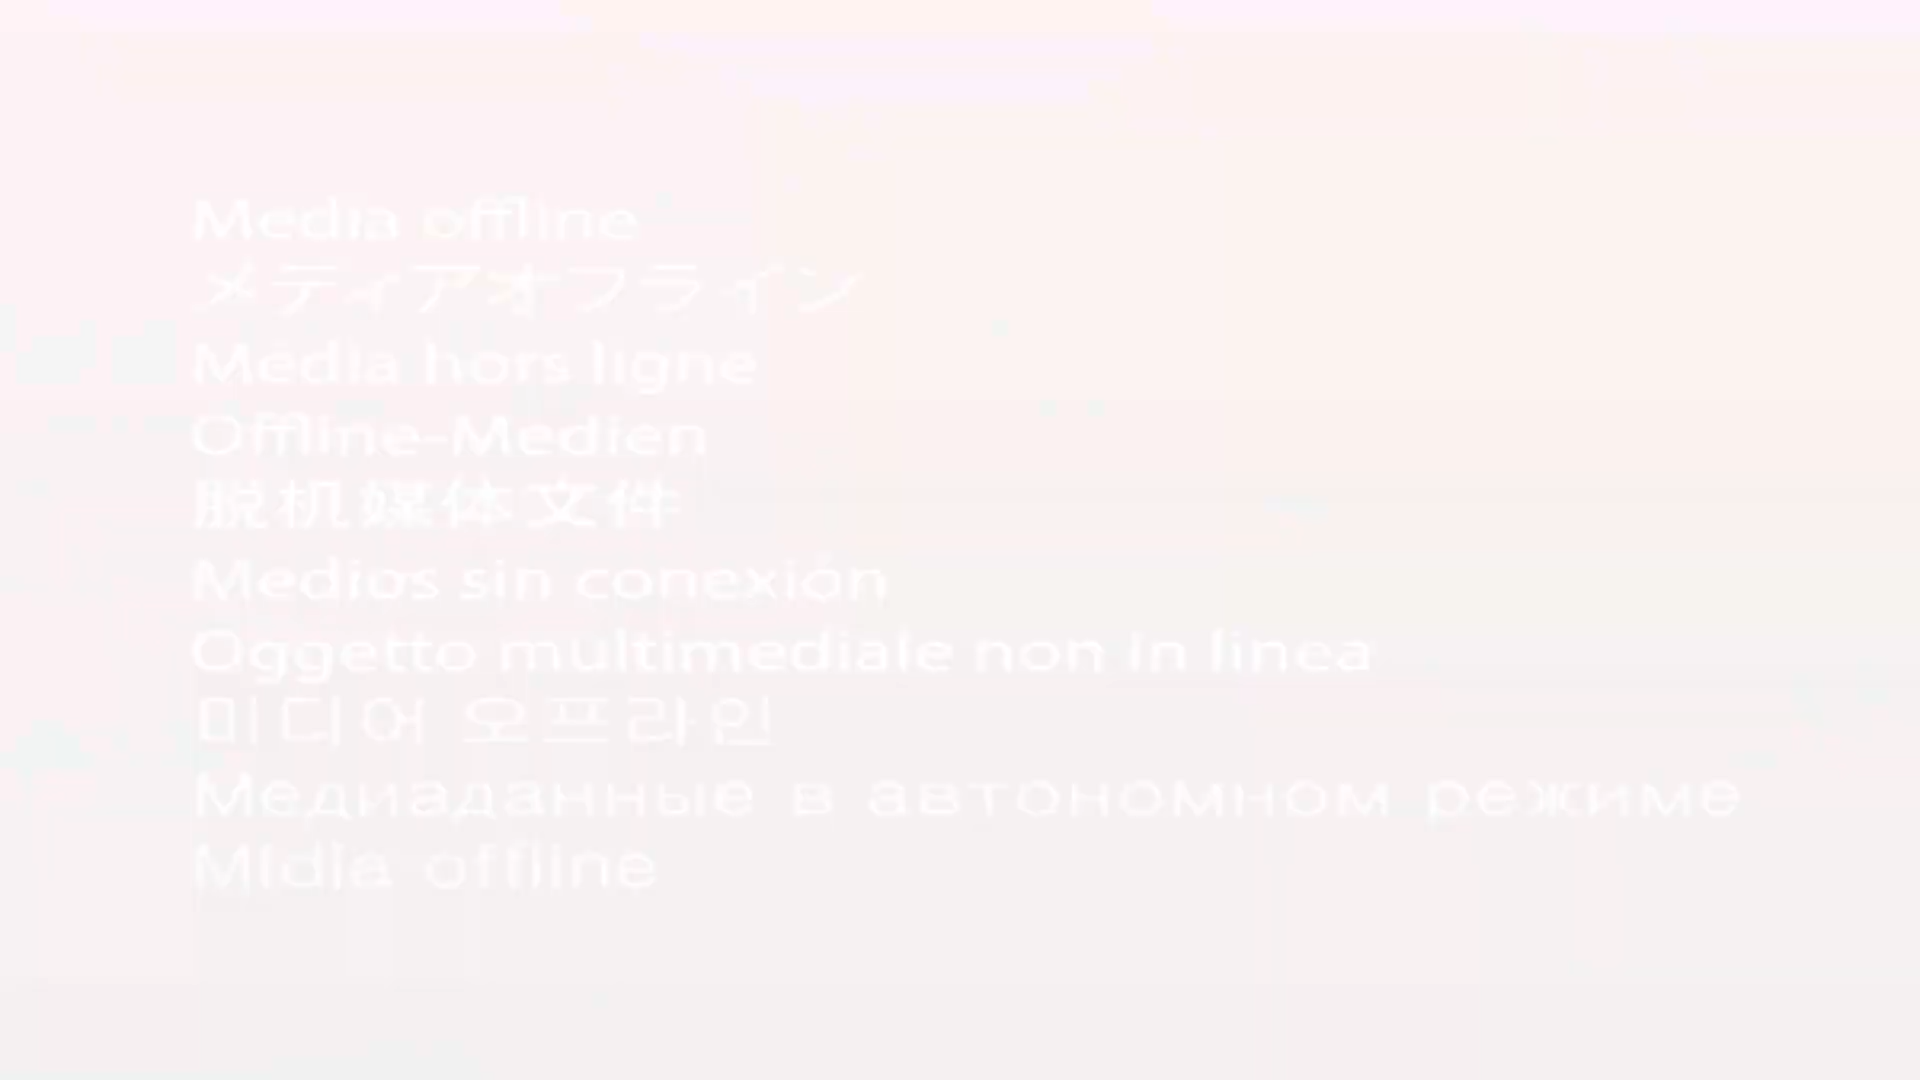 Media offline
メディアオフライン
Média hors ligne
Offline-Medien
脱机媒体文件
Medios sin conexión
Oggetto multimediale non in linea
미디어 오프라인
Медиаданные в автономном режиме
Mídia offline